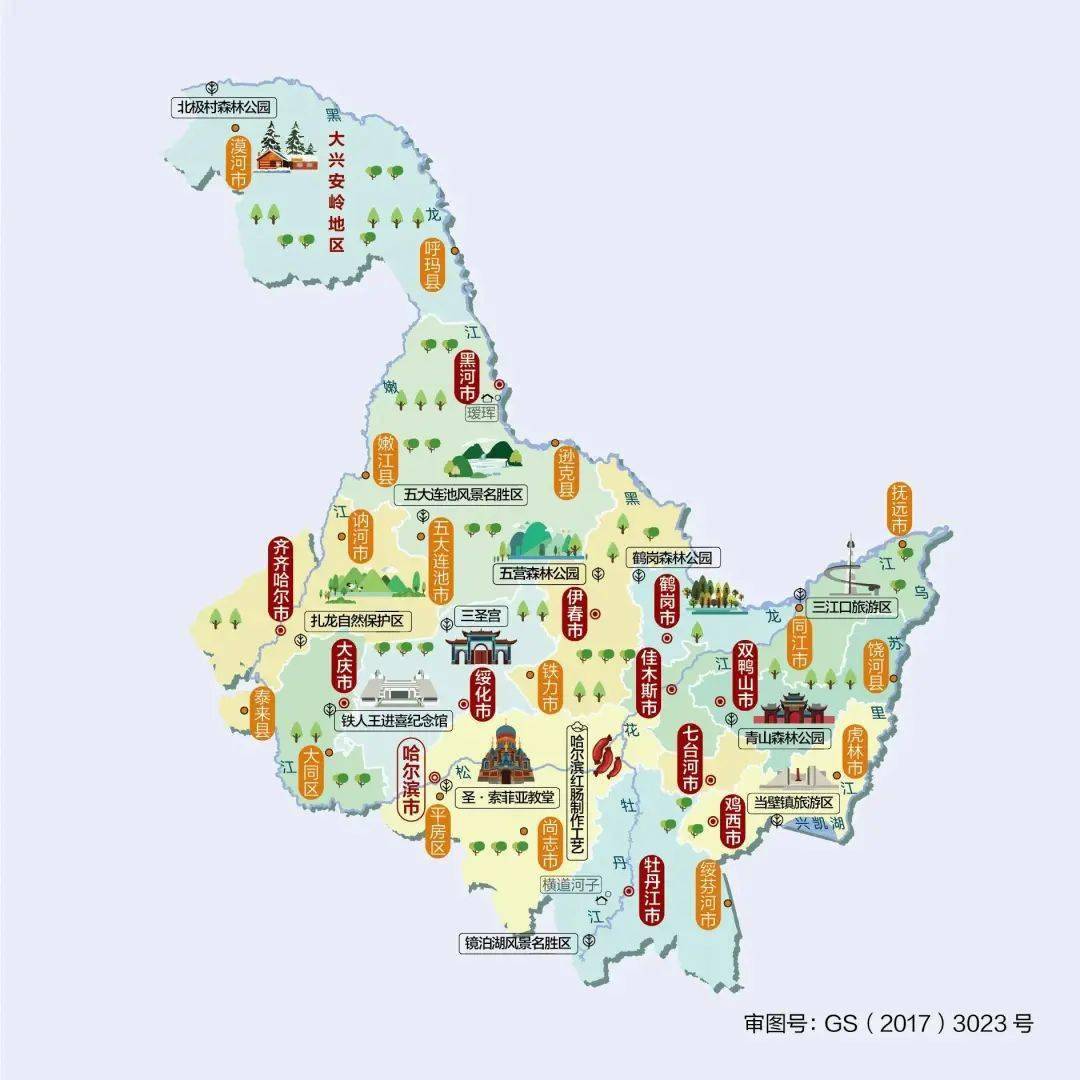 北极村森林公园
漠河市
黑
大兴安岭地区
龙
呼玛县
江
黑河市
嫩
瑷珲
嫩江县
逊克县
五大连池风景名胜区
黑
抚远市
江
讷河市
五大连池市
齐齐哈尔市
五营森林公园
鹤岗森林公园
江
乌
伊春市
鹤岗市
三江口旅游区
扎龙自然保护区
三圣宫
龙
同江市
苏
饶河县
大庆市
绥化市
铁力市
佳木斯市
江
双鸭山市
泰来县
铁人王进喜纪念馆
里
花
七台河市
青山森林公园
虎林市
大同区
江
哈尔滨市
松
圣·索菲亚教堂
哈尔滨红肠制作工艺
牡
当壁镇旅游区
江
平房区
尚志市
鸡西市
兴凯湖
丹
横道河子
牡丹江市
绥芬河市
江
镜泊湖风景名胜区
审图号：GS（2017）3023 号